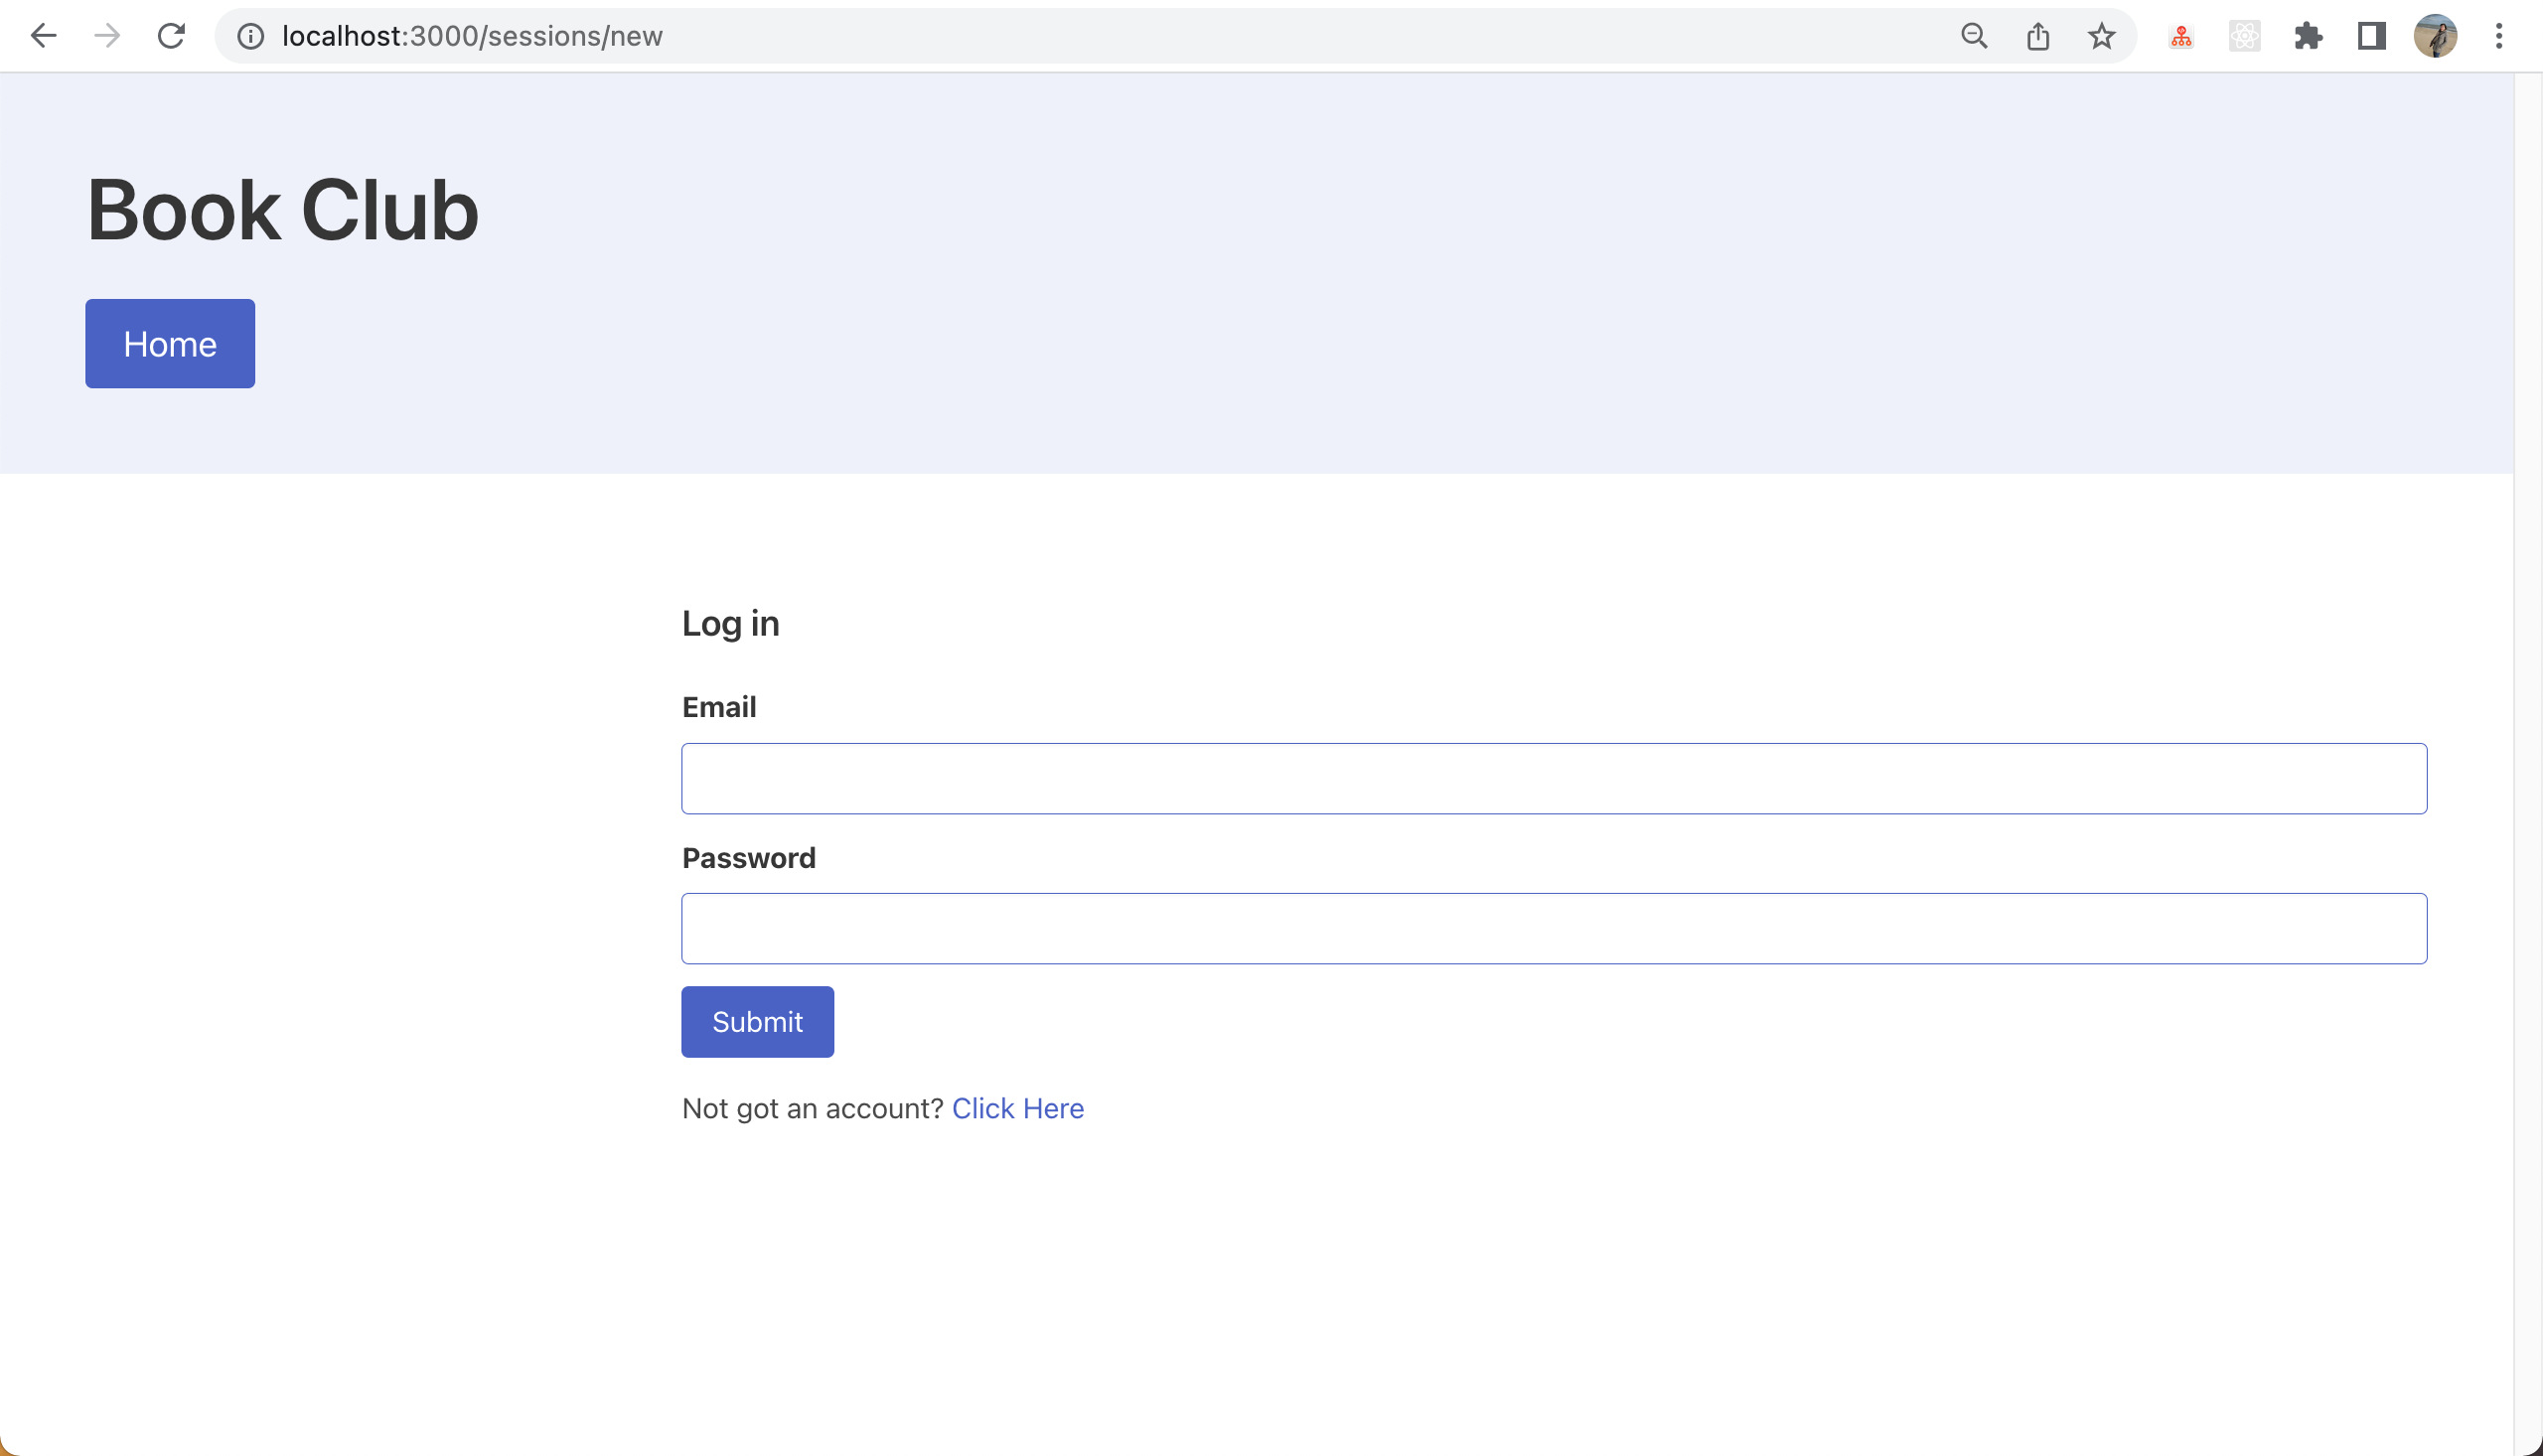 localhost:3000/sessions/new
Book Club
Home
Log in
Email
Password
Submit
Not got an account? Click Here